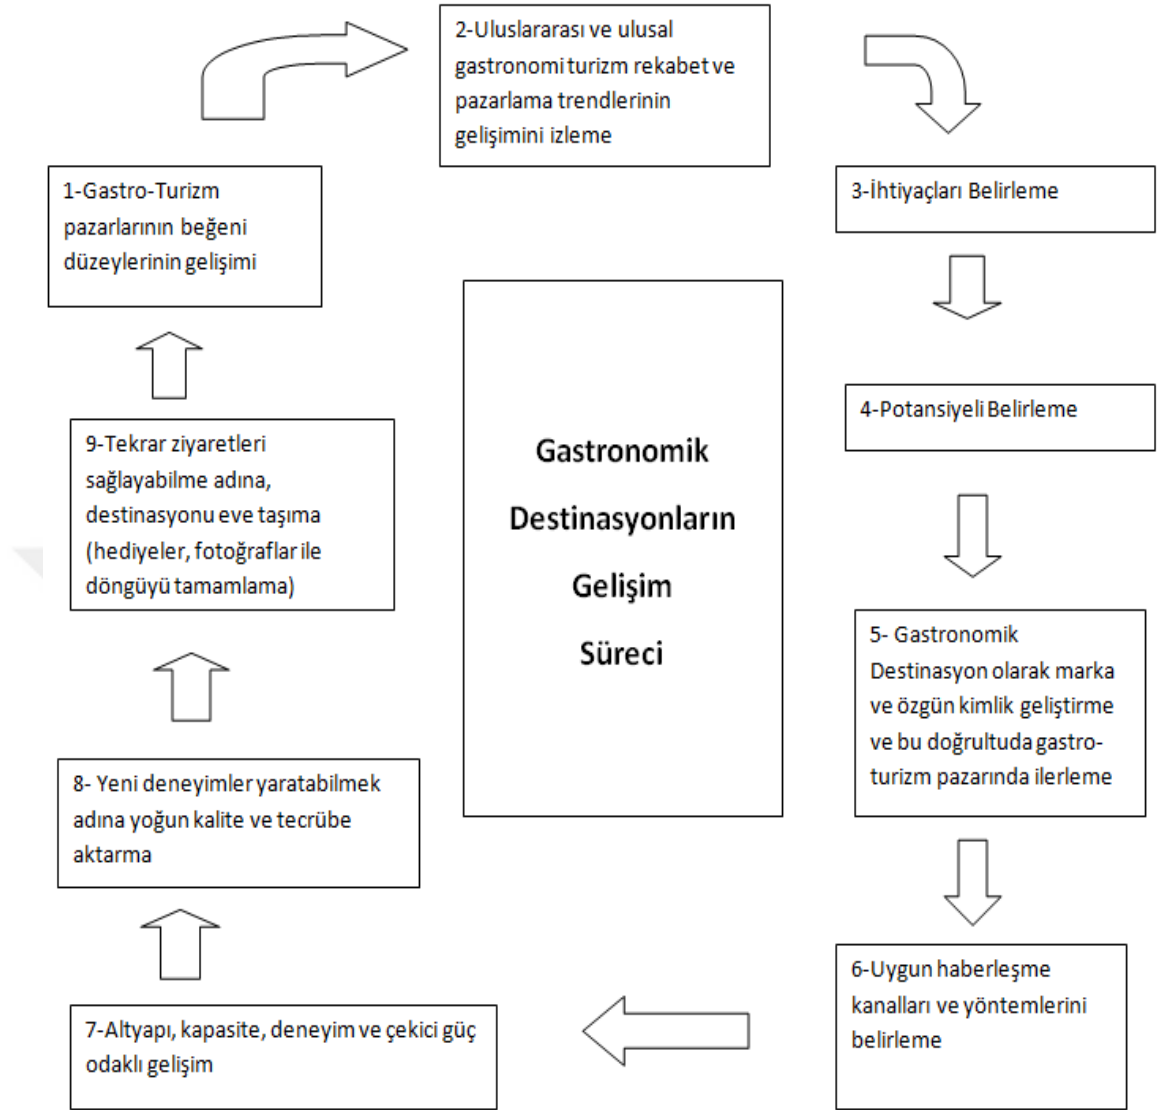 1-Gastro-Turizm
pazarlarının beğeni
düzeylerinin gelişimi
2-Uluslararası ve ulusal
gastronomi turizm rekabet ve
pazarlama trendlerinin
gelişimini izleme
3-İhtiyaçları Belirleme
4-Potansiyeli Belirleme
5- Gastronomik
Destinasyon olarak marka
ve özgün kimlik geliştirme
ve bu doğrultuda gastro-
turizm pazarında ilerleme
6-Uygun haberleşme
kanalları ve yöntemlerini
belirleme
7-Altyapı, kapasite, deneyim ve çekici güç
odaklı gelişim
8- Yeni deneyimler yaratabilmek
adına yoğun kalite ve tecrübe
aktarma
9-Tekrar ziyaretleri
sağlayabilme adına,
destinasyonu eve taşıma
(hediyeler, fotoğraflar ile
döngüyü tamamlama)
Gastronomik
Destinasyonların
Gelişim
Süreci